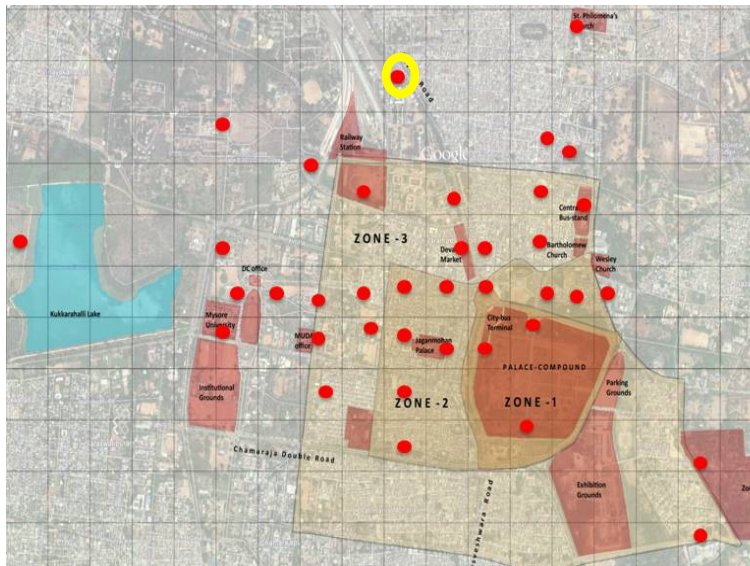 St. Philomena's
Road
Railway
Station
Google
ZONE -3
Central
Bus-stand
Market
Bartholomew
Church
Wesley
Church
DC office
Kukkarahalli Lake
Mysore
University
MUDA
office
City-bus
Terminal
Jaganmohan
Palace
PALACE-COMPOUND
Institutional
Grounds
ZONE -2
ZONE -1
Parking
Grounds
Chamaraja Double Road
Exhibition
Grounds
Road